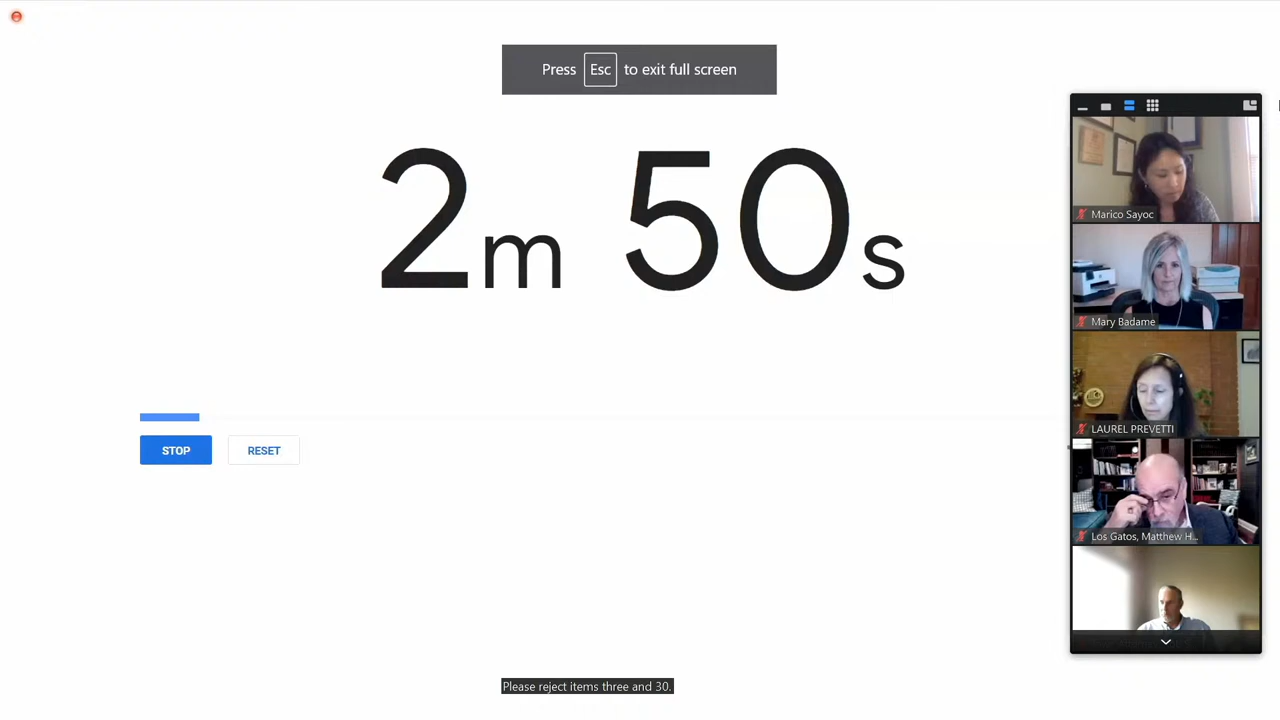 Press Esc to exit full screen
2m 50s
STOP
RESET
Marico Sayoc
Mary Badame
LAUREL PREVETTI
Los Gatos, Matthew H...
Please reject items three and 30.